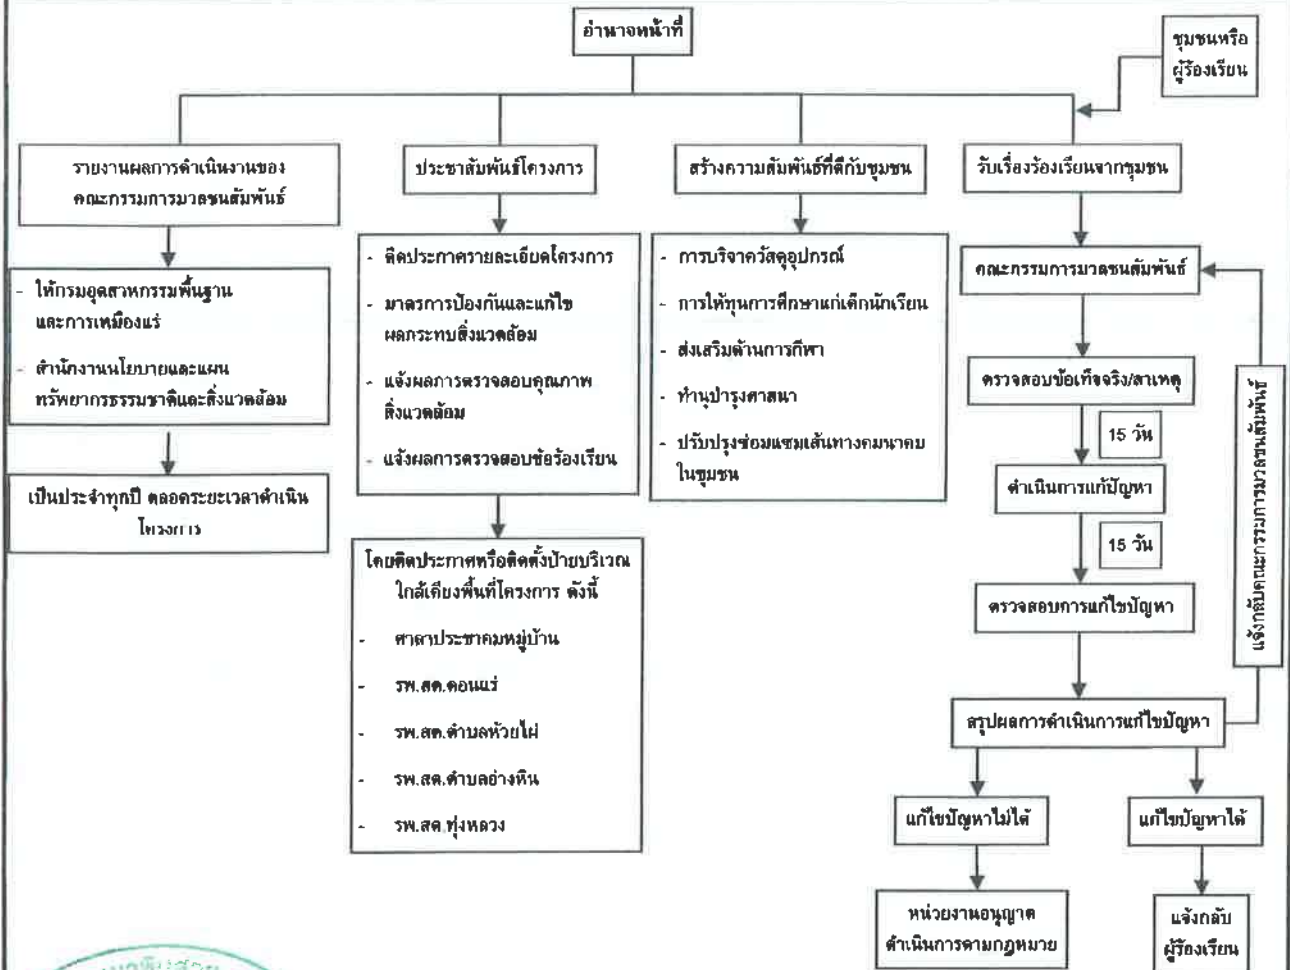 อำนาจหน้าที่
ชุมชนหรือ
ผู้ร้องเรียน
รายงานผลการดำเนินงานของ
คณะกรรมการมวลชนสัมพันธ์
- ให้กรมอุตสาหกรรมพื้นฐาน
และการเหมืองแร่
- สำนักงานนโยบายและแผน
ทรัพยากรธรรมชาติและสิ่งแวดล้อม
เป็นประจำทุกปี ตลอดระยะเวลาดำเนิน
โครงการ
ประชาสัมพันธ์โครงการ
- ติดประกาศรายละเอียดโครงการ
- มาตรการป้องกันและแก้ไข
ผลกระทบสิ่งแวดล้อม
- แจ้งผลการตรวจสอบคุณภาพ
สิ่งแวดล้อม
- แจ้งผลการตรวจสอบข้อร้องเรียน
โดยติดประกาศหรือติดตั้งป้ายบริเวณ
ใกล้เคียงพื้นที่โครงการ ดังนี้
- ศาลาประชาคมหมู่บ้าน
- รพ.สต.ดอนแร่
- รพ.สต.ตำบลห้วยไผ่
- รพ.สต.ตำบลอ่างหิน
- รพ.สต.ทุ่งหลวง
สร้างความสัมพันธ์ที่ดีกับชุมชน
- การบริจาควัสดุอุปกรณ์
- การให้ทุนการศึกษาแก่เด็กนักเรียน
- ส่งเสริมด้านการกีฬา
- ทำนุบำรุงศาสนา
- ปรับปรุงซ่อมแซมเส้นทางคมนาคม
ในชุมชน
รับเรื่องร้องเรียนจากชุมชน
คณะกรรมการมวลชนสัมพันธ์
ตรวจสอบข้อเท็จจริง/สาเหตุ
15 วัน
ดำเนินการแก้ปัญหา
15 วัน
ตรวจสอบการแก้ไขปัญหา
สรุปผลการดำเนินการแก้ไขปัญหา
แจ้งกลับคณะกรรมการมวลชนสัมพันธ์
แก้ไขปัญหาไม่ได้
แก้ไขปัญหาได้
หน่วยงานอนุญาต
ดำเนินการตามกฎหมาย
แจ้งกลับ
ผู้ร้องเรียน